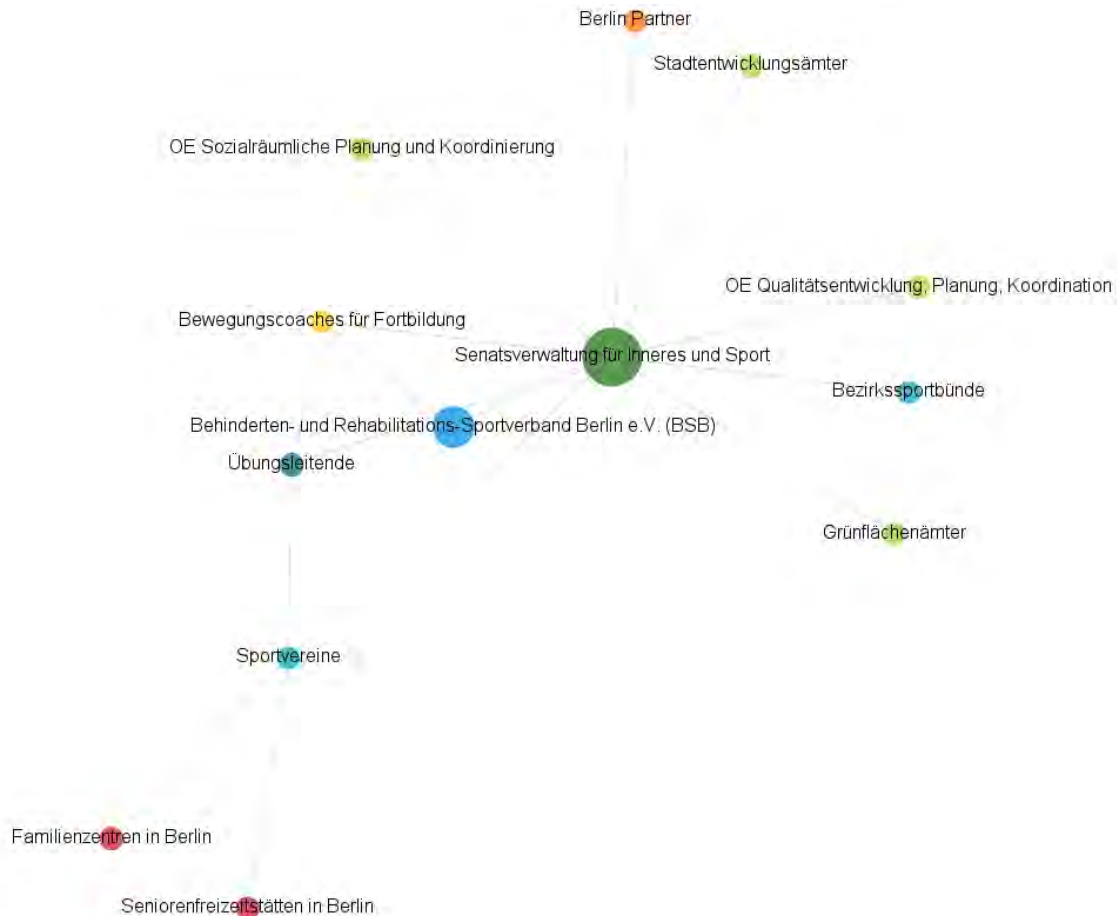 Berlin Partner
Stadtentwicklungsämter
OE Sozialräumliche Planung und Koordinierung
OE Qualitätsentwicklung, Planung, Koordination
Bewegungscoaches für Fortbildung
Senatsverwaltung für Inneres und Sport
Bezirkssportbünde
Behinderten- und Rehabilitations-Sportverband Berlin e.V. (BSB)
Übungsleitende
Grünflächenämter
Sportvereine
Familienzentren in Berlin
Seniorenfreizeitstätten in Berlin